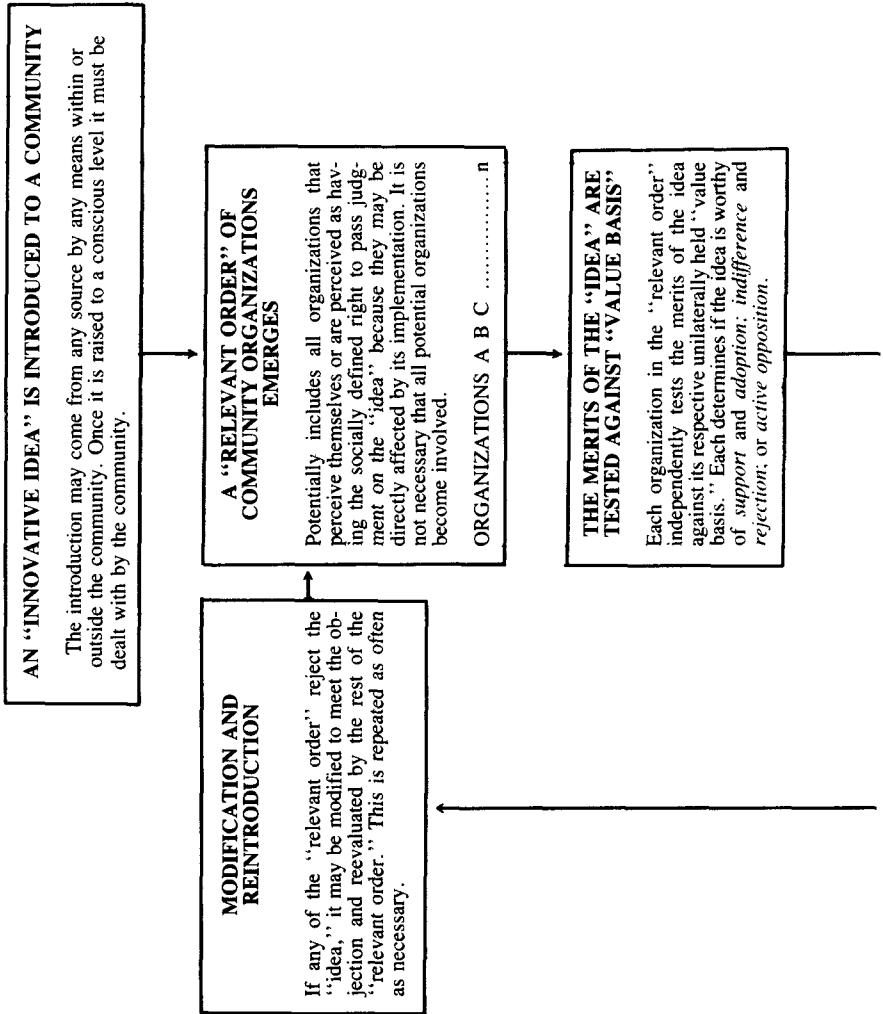 AN “INNOVATIVE IDEA” IS INTRODUCED TO A COMMUNITY
The introduction may come from any source by any means within or
outside the community. Once it is raised to a conscious level it must be
dealt with by the community.
MODIFICATION AND
REINTRODUCTION
If any of the “relevant order” reject the
“idea,” it may be modified to meet the ob-
jection and reevaluated by the rest of the
“relevant order.” This is repeated as often
as necessary.
A “RELEVANT ORDER” OF
COMMUNITY ORGANIZATIONS
EMERGES
Potentially includes all organizations that
perceive themselves or are perceived as hav-
ing the socially defined right to pass judg-
ment on the “idea” because they may be
directly affected by its implementation. It is
not necessary that all potential organizations
become involved.
ORGANIZATIONS A B C ................. n
THE MERITS OF THE “IDEA” ARE
TESTED AGAINST “VALUE BASIS”
Each organization in the “relevant order”
independently tests the merits of the idea
against its respective unilaterally held “value
basis.” Each determines if the idea is worthy
of support and adoption; indifference and
rejection; or active opposition.